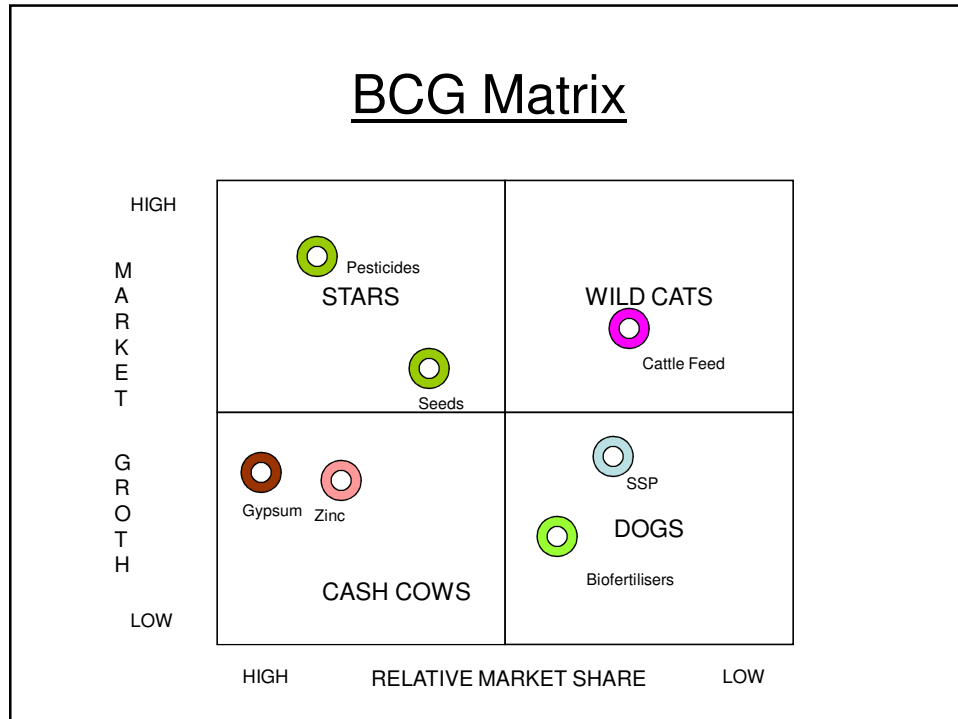 BCG Matrix
HIGH
Pesticides
M
A
R
K
E
T
STARS
WILD CATS
Cattle Feed
Seeds
G
R
O
T
H
SSP
Gypsum
Zinc
DOGS
Biofertilisers
CASH COWS
LOW
HIGH
RELATIVE MARKET SHARE
LOW